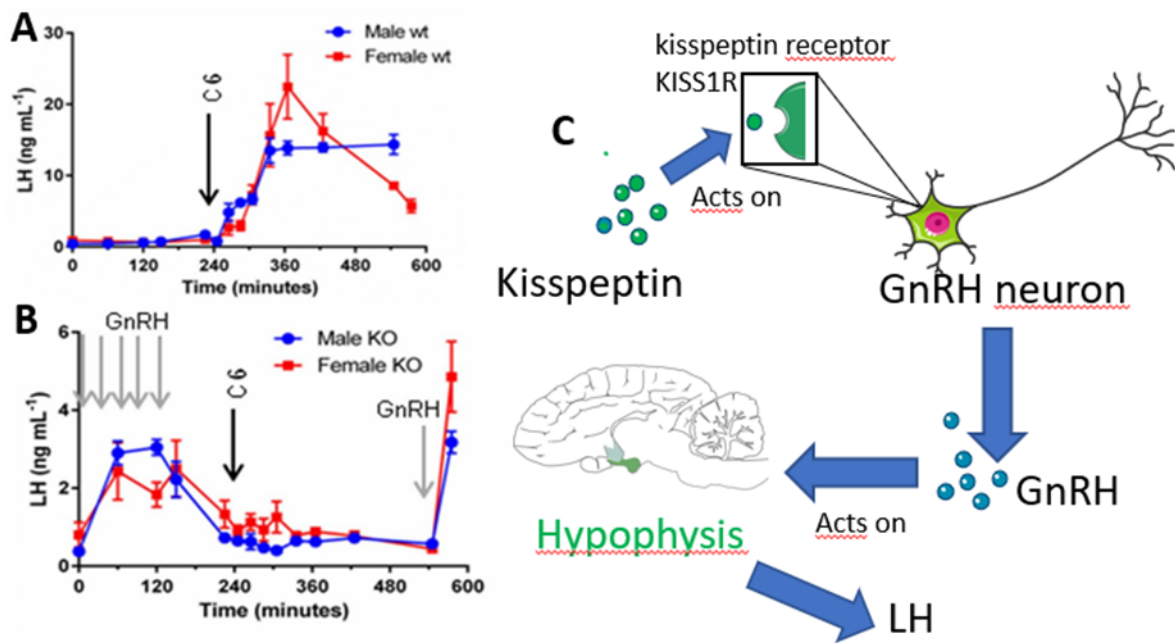 A
Male wt
Female wt
C6
LH (ng mL⁻¹)
30
20
10
0
0 120 240 360 480 600
Time (minutes)
B
GnRH
Male KO
Female KO
C6
GnRH
LH (ng mL⁻¹)
6
4
2
0
0 120 240 360 480 600
Time (minutes)
C
kisspeptin receptor
KISS1R
Acts on
Kisspeptin
GnRH neuron
GnRH
Acts on
Hypophysis
LH